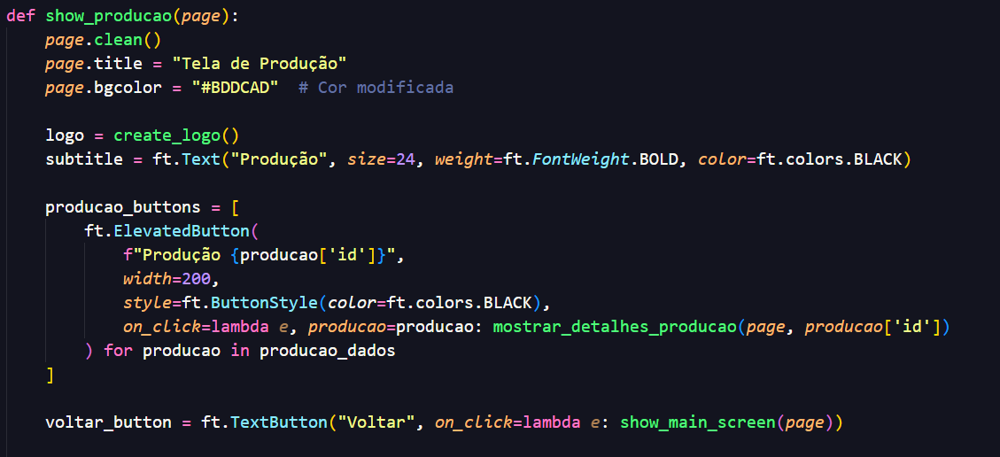 def show_producao(page):
    page.clean()
    page.title = "Tela de Produção"
    page.bgcolor = "#BDDCAD"  # Cor modificada

    logo = create_logo()
    subtitle = ft.Text("Produção", size=24, weight=ft.FontWeight.BOLD, color=ft.colors.BLACK)

    producao_buttons = [
        ft.ElevatedButton(
            f"Produção {producao['id']}",
            width=200,
            style=ft.ButtonStyle(color=ft.colors.BLACK),
            on_click=lambda e, producao=producao: mostrar_detalhes_producao(page, producao['id'])
        ) for producao in producao_dados
    ]

    voltar_button = ft.TextButton("Voltar", on_click=lambda e: show_main_screen(page))